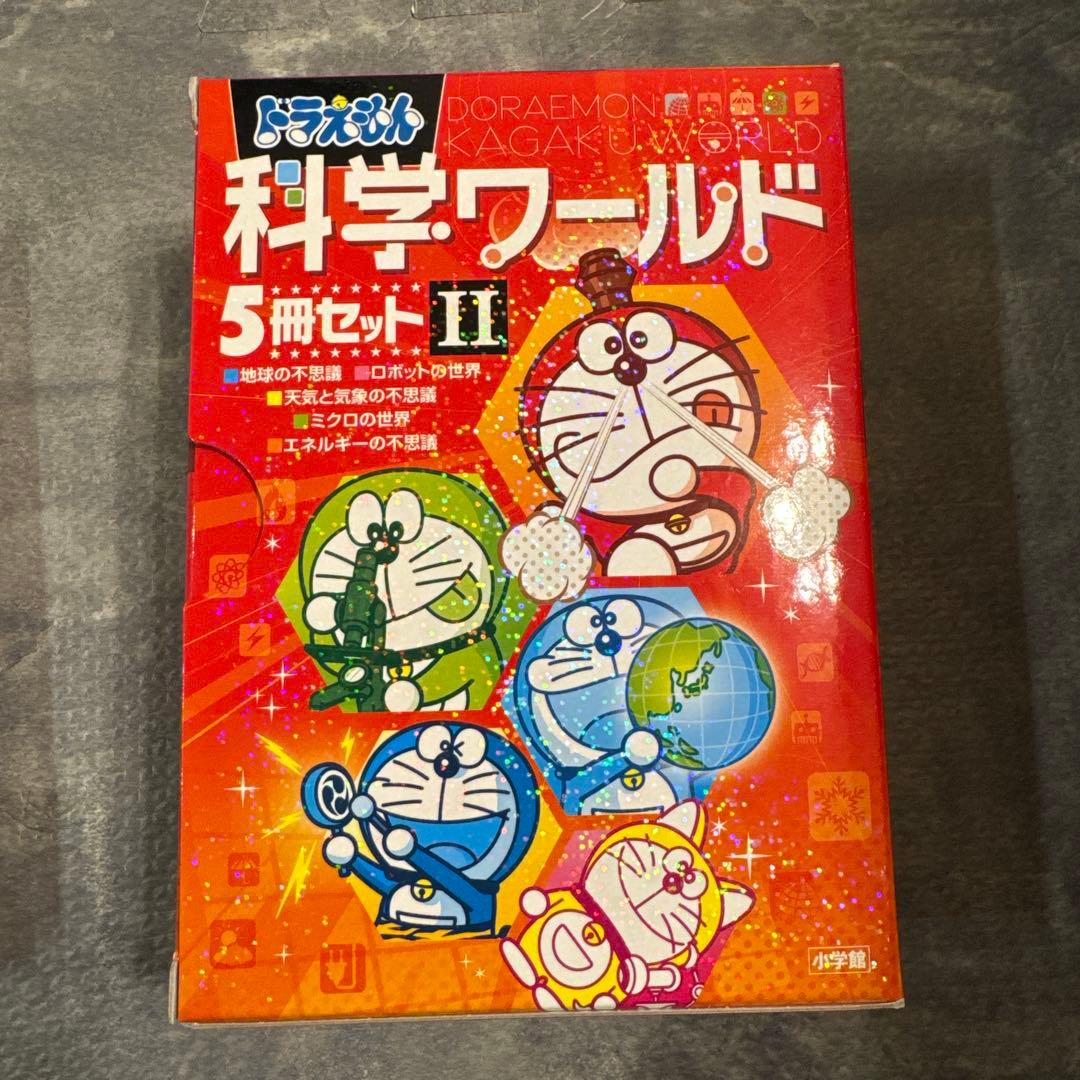 ドラえもん
DORAEMON
KAGAKU WORLD
科学ワールド
5冊セット II
地球の不思議 ロボットの世界
天気と気象の不思議
ミクロの世界
エネルギーの不思議
小学館